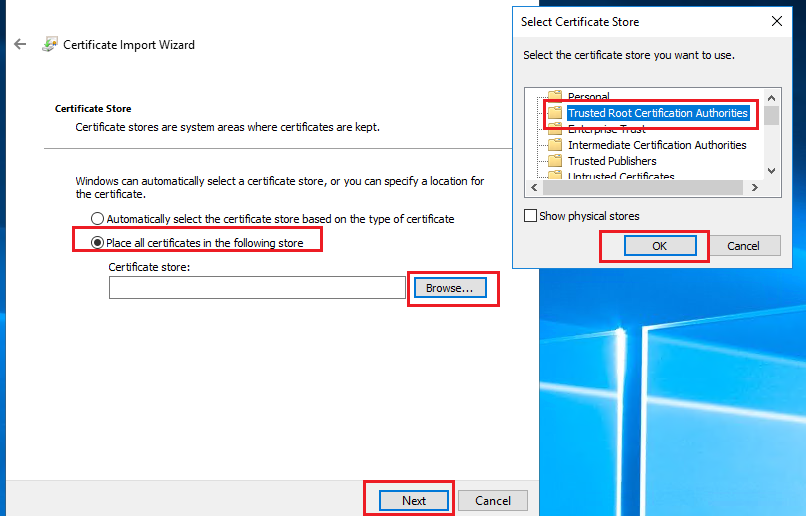 Certificate Import Wizard
Certificate Store
Certificate stores are system areas where certificates are kept.
Windows can automatically select a certificate store, or you can specify a location for
the certificate.
Automatically select the certificate store based on the type of certificate
Place all certificates in the following store
Certificate store:
Browse...
Next
Cancel
Select Certificate Store
Select the certificate store you want to use.
Personal
Trusted Root Certification Authorities
Enterprise Trust
Intermediate Certification Authorities
Trusted Publishers
Untrusted Certificates
Show physical stores
OK
Cancel